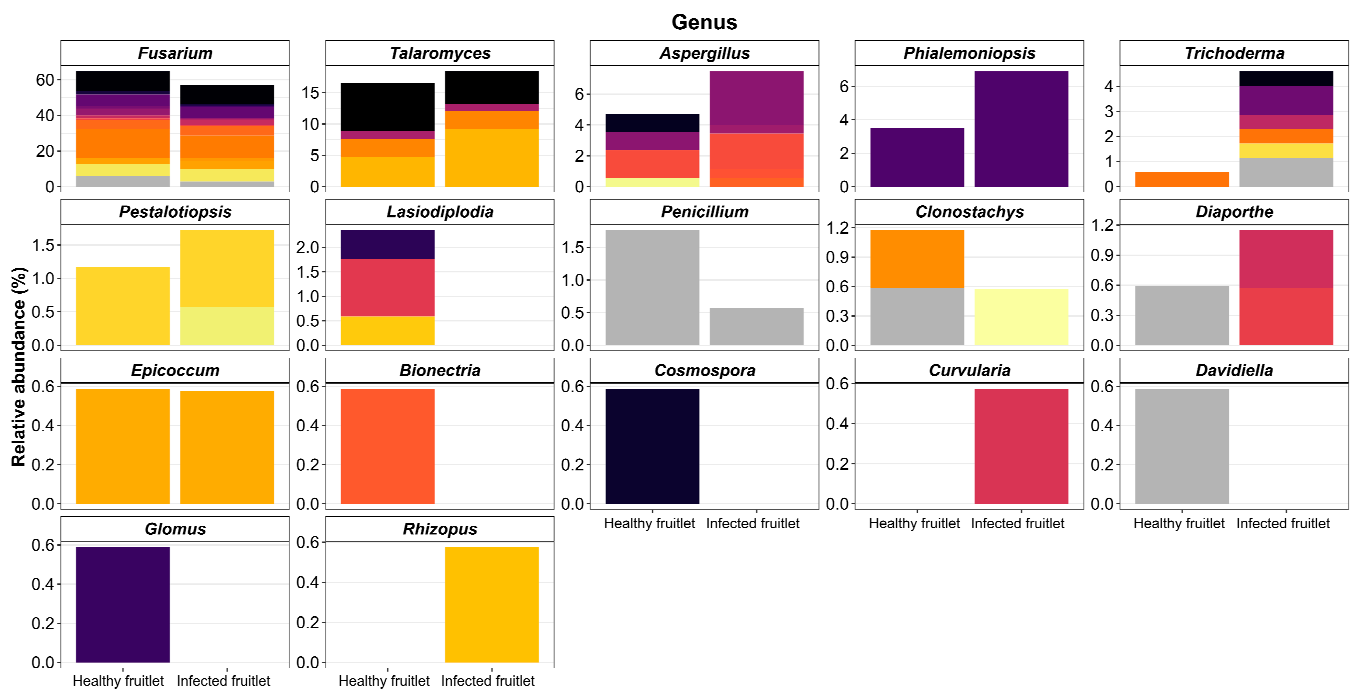 Genus
Fusarium Talaromyces Aspergillus Phialemoniopsis Trichoderma
60 15 6 6 4
40 10 4 4 3
20 5 2 2 2
0 0 0 0 1
0
Pestalotiopsis Lasiodiplodia Penicillium Clonostachys Diaporthe
1.5 2.0 1.5 1.2 1.2
1.0 1.5 1.0 0.9 0.9
0.5 1.0 0.5 0.6 0.6
0.0 0.5 0.0 0.3 0.3
0.0 0.0 0.0
Relative abundance (%)
Epicoccum Bionectria Cosmospora Curvularia Davidiella
0.6 0.6 0.6 0.6 0.6
0.4 0.4 0.4 0.4 0.4
0.2 0.2 0.2 0.2 0.2
0.0 0.0 0.0 0.0 0.0
Healthy fruitlet Infected fruitlet Healthy fruitlet Infected fruitlet Healthy fruitlet Infected fruitlet
Glomus Rhizopus
0.6 0.6
0.4 0.4
0.2 0.2
0.0 0.0
Healthy fruitlet Infected fruitlet Healthy fruitlet Infected fruitlet